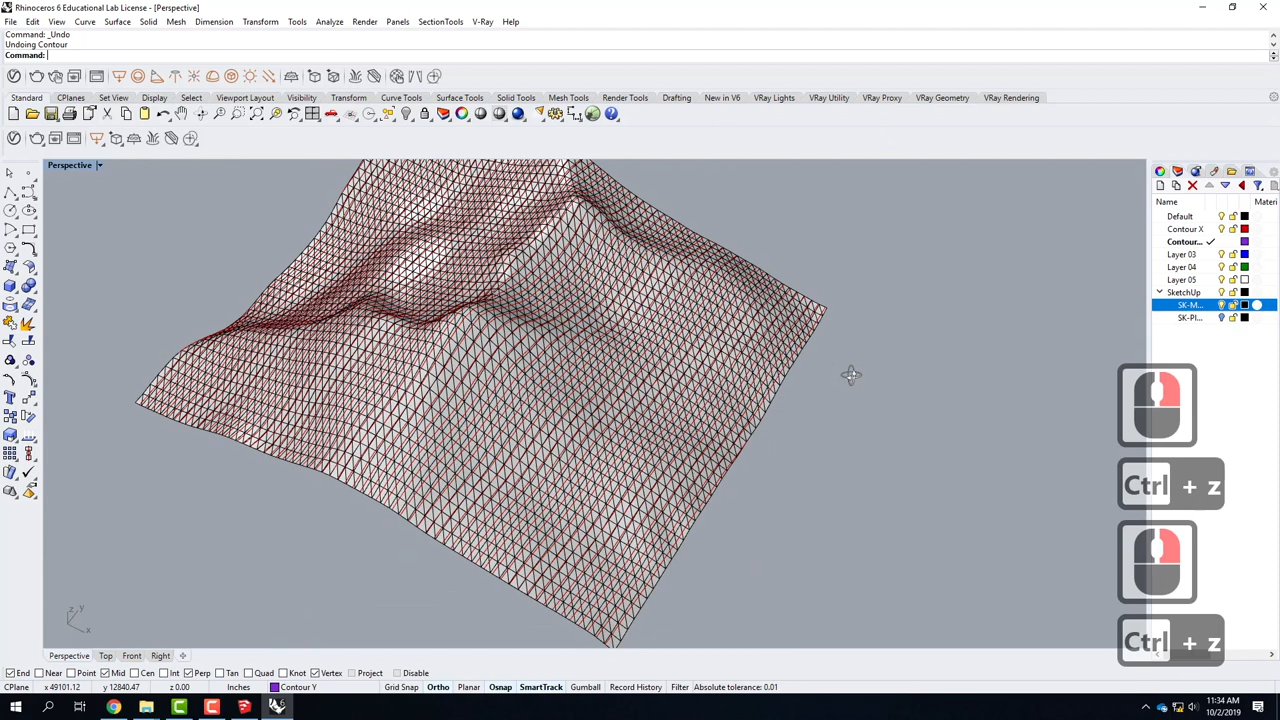 Rhinoceros 6 Educational Lab License - [Perspective]
File Edit View Curve Surface Solid Mesh Dimension Transform Tools Analyze Render Panels SectionTools V-Ray Help
Command: _Undo
Undoing Contour
Command:
Standard CPlanes Set View Display Select Viewport Layout Visibility Transform Curve Tools Surface Tools Solid Tools Mesh Tools Render Tools Drafting New in V6 VRay Lights VRay Utility VRay Proxy VRay Geometry VRay Rendering
Perspective
Name Materi
Default
Contour X
Contour...
Layer 03
Layer 04
Layer 05
SketchUp
SK-M...
SK-Pl...
Ctrl + z
Ctrl + z
z y
x
Perspective Top Front Right
End Near Point Mid Cen Int Perp Tan Quad Knot Vertex Project Disable
CPlane x 49101.12 y 12840.47 z 0.00 Inches Contour Y Grid Snap Ortho Planar Osnap SmartTrack Gumball Record History Filter Absolute tolerance: 0.01
11:34 AM
10/2/2019